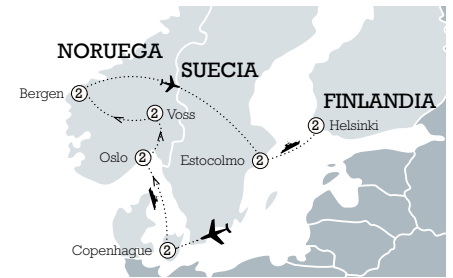 NORUEGA
SUECIA
Bergen 2
FINLANDIA
2 Voss
2 Helsinki
Oslo 2
Estocolmo 2
Copenhague 2